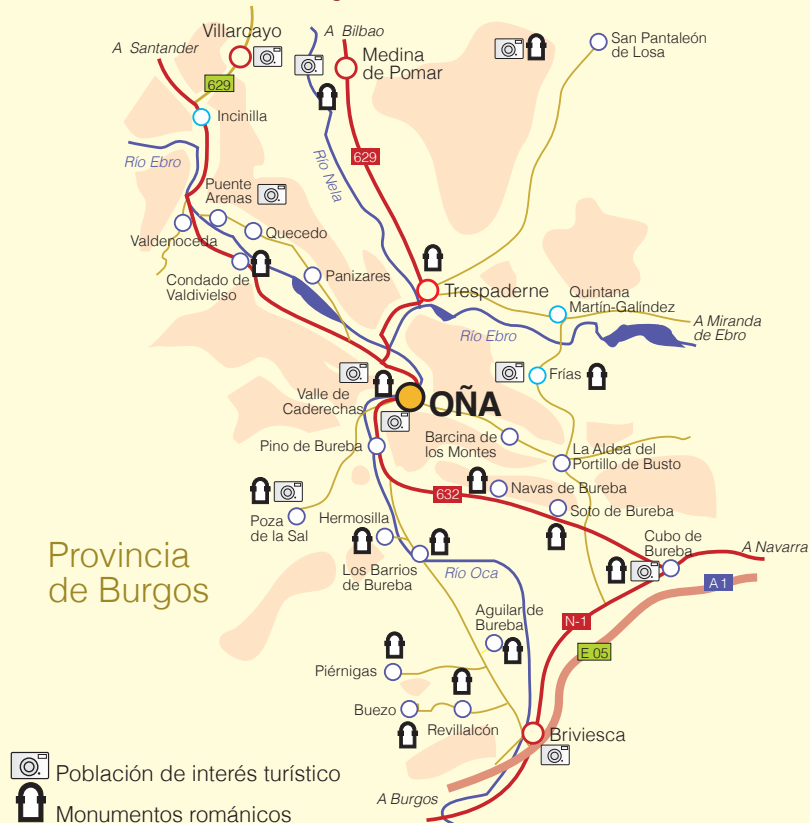 Villarcayo
A Santander
A Bilbao
Medina
de Pomar
San Pantaleón
de Losa
629
Incinilla
Río Ebro
Río Nela
629
Puente
Arenas
Valdenoceda
Quecedo
Condado de
Valdivielso
Panizares
Trespaderne
Quintana
Martín-Galíndez
Río Ebro
A Miranda
de Ebro
Frías
Valle de
Caderechas
OÑA
Pino de Bureba
Barcina de
los Montes
La Aldea del
Portillo de Busto
632
Navas de Bureba
Soto de Bureba
Poza
de la Sal
Hermosilla
Los Barrios
de Bureba
Río Oca
Cubo de
Bureba
A Navarra
A 1
Provincia
de Burgos
Aguilar de
Bureba
N-1
E 05
Piérnigas
Buezo
Revillalcón
Briviesca
A Burgos
Población de interés turístico
Monumentos románicos